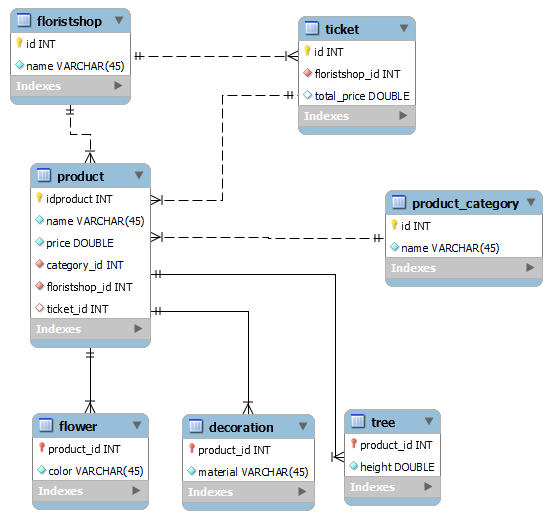 floristshop
id INT
name VARCHAR(45)
Indexes
ticket
id INT
floristshop_id INT
total_price DOUBLE
Indexes
product
idproduct INT
name VARCHAR(45)
price DOUBLE
category_id INT
floristshop_id INT
ticket_id INT
Indexes
product_category
id INT
name VARCHAR(45)
Indexes
flower
product_id INT
color VARCHAR(45)
Indexes
decoration
product_id INT
material VARCHAR(45)
Indexes
tree
product_id INT
height DOUBLE
Indexes